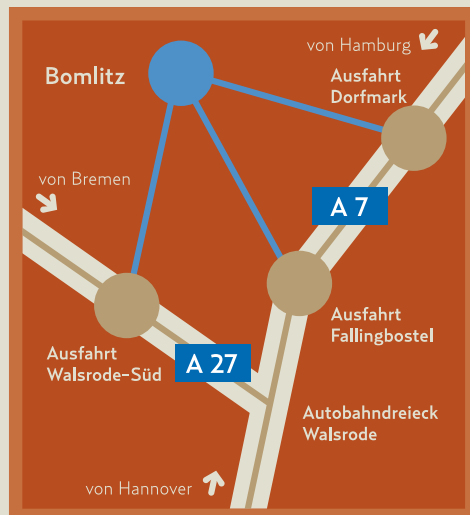 von Hamburg
Ausfahrt
Dorfmark
Bomlitz
von Bremen
A 7
Ausfahrt
Fallingbostel
Ausfahrt
Walsrode-Süd
A 27
Autobahndreieck
Walsrode
von Hannover